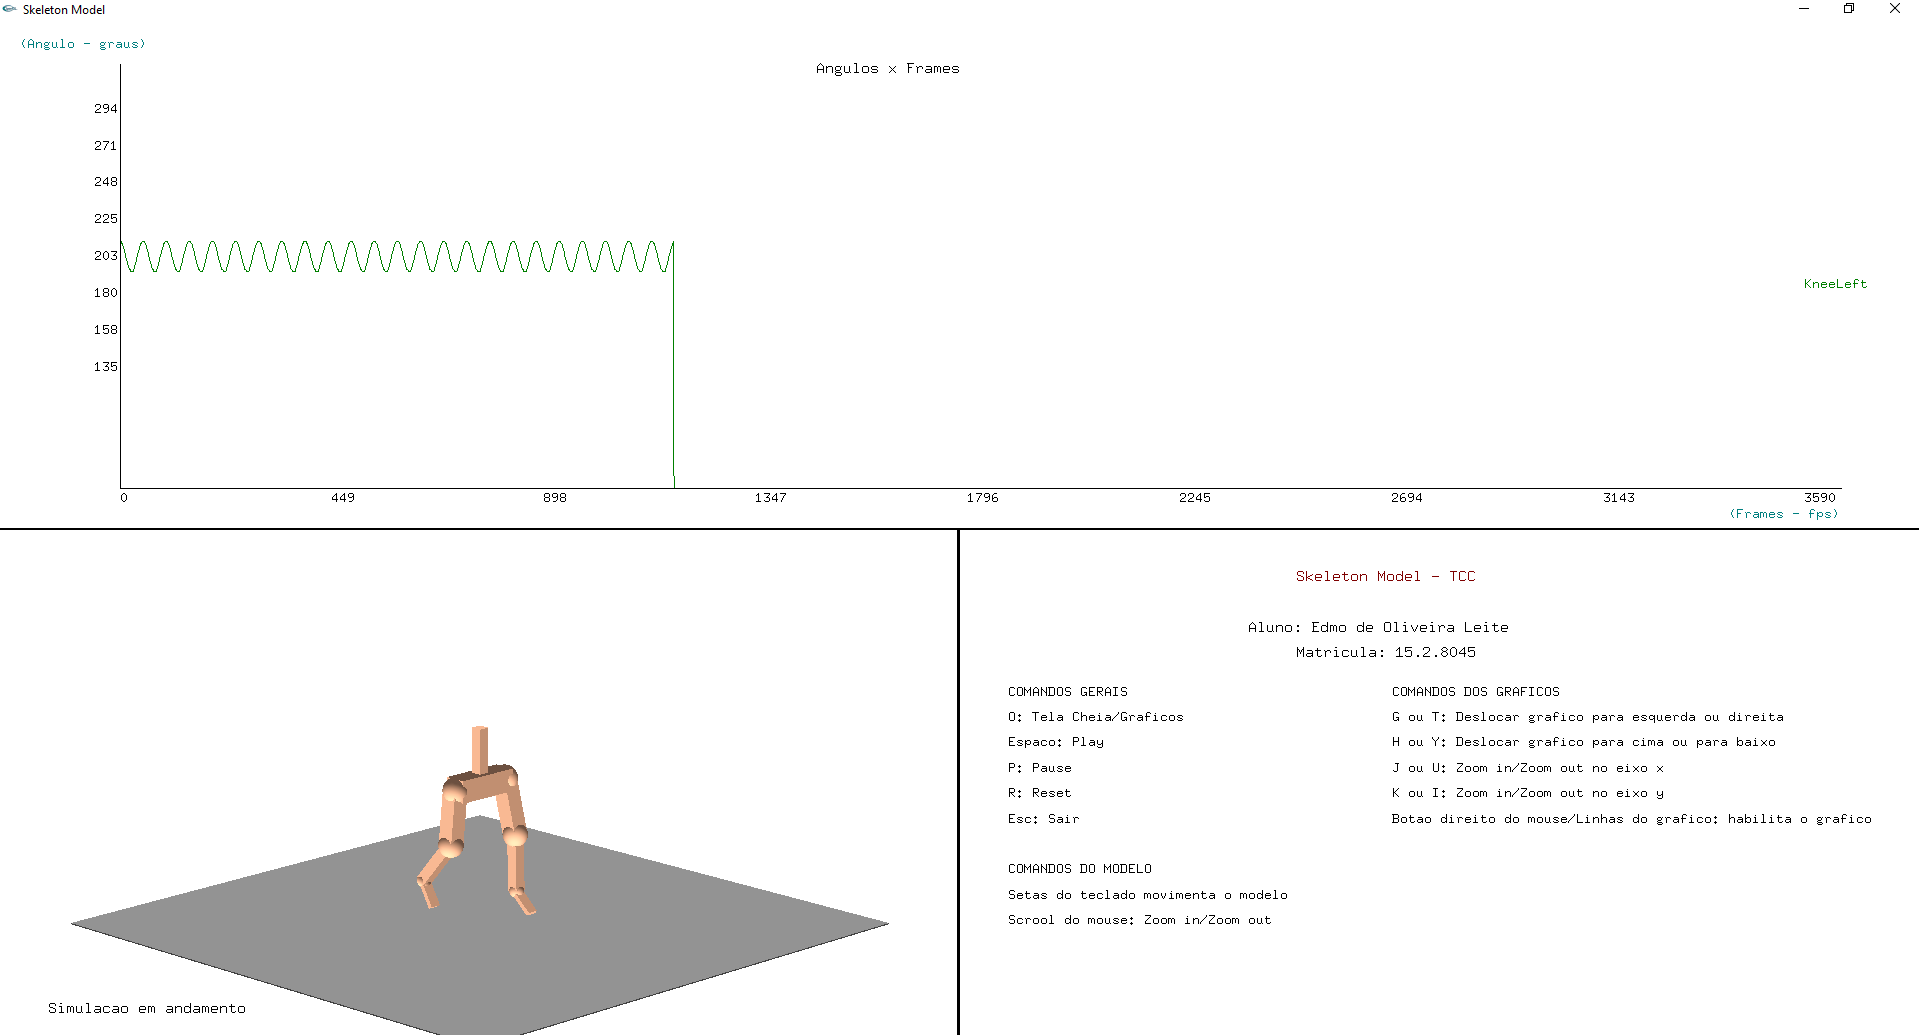 Skeleton Model
(Angulo - graus)
Angulos x Frames
294
271
248
225
203
180
158
135
KneeLeft
0 449 898 1347 1796 2245 2694 3143 3590
(Frames - fps)
Skeleton Model - TCC
Aluno: Edmo de Oliveira Leite
Matricula: 15.2.8045
COMANDOS GERAIS
O: Tela Cheia/Graficos
Espaco: Play
P: Pause
R: Reset
Esc: Sair
COMANDOS DO MODELO
Setas do teclado movimenta o modelo
Scrool do mouse: Zoom in/Zoom out
COMANDOS DOS GRAFICOS
G ou T: Deslocar grafico para esquerda ou direita
H ou Y: Deslocar grafico para cima ou para baixo
J ou U: Zoom in/Zoom out no eixo x
K ou I: Zoom in/Zoom out no eixo y
Botao direito do mouse/Linhas do grafico: habilita o grafico
Simulacao em andamento